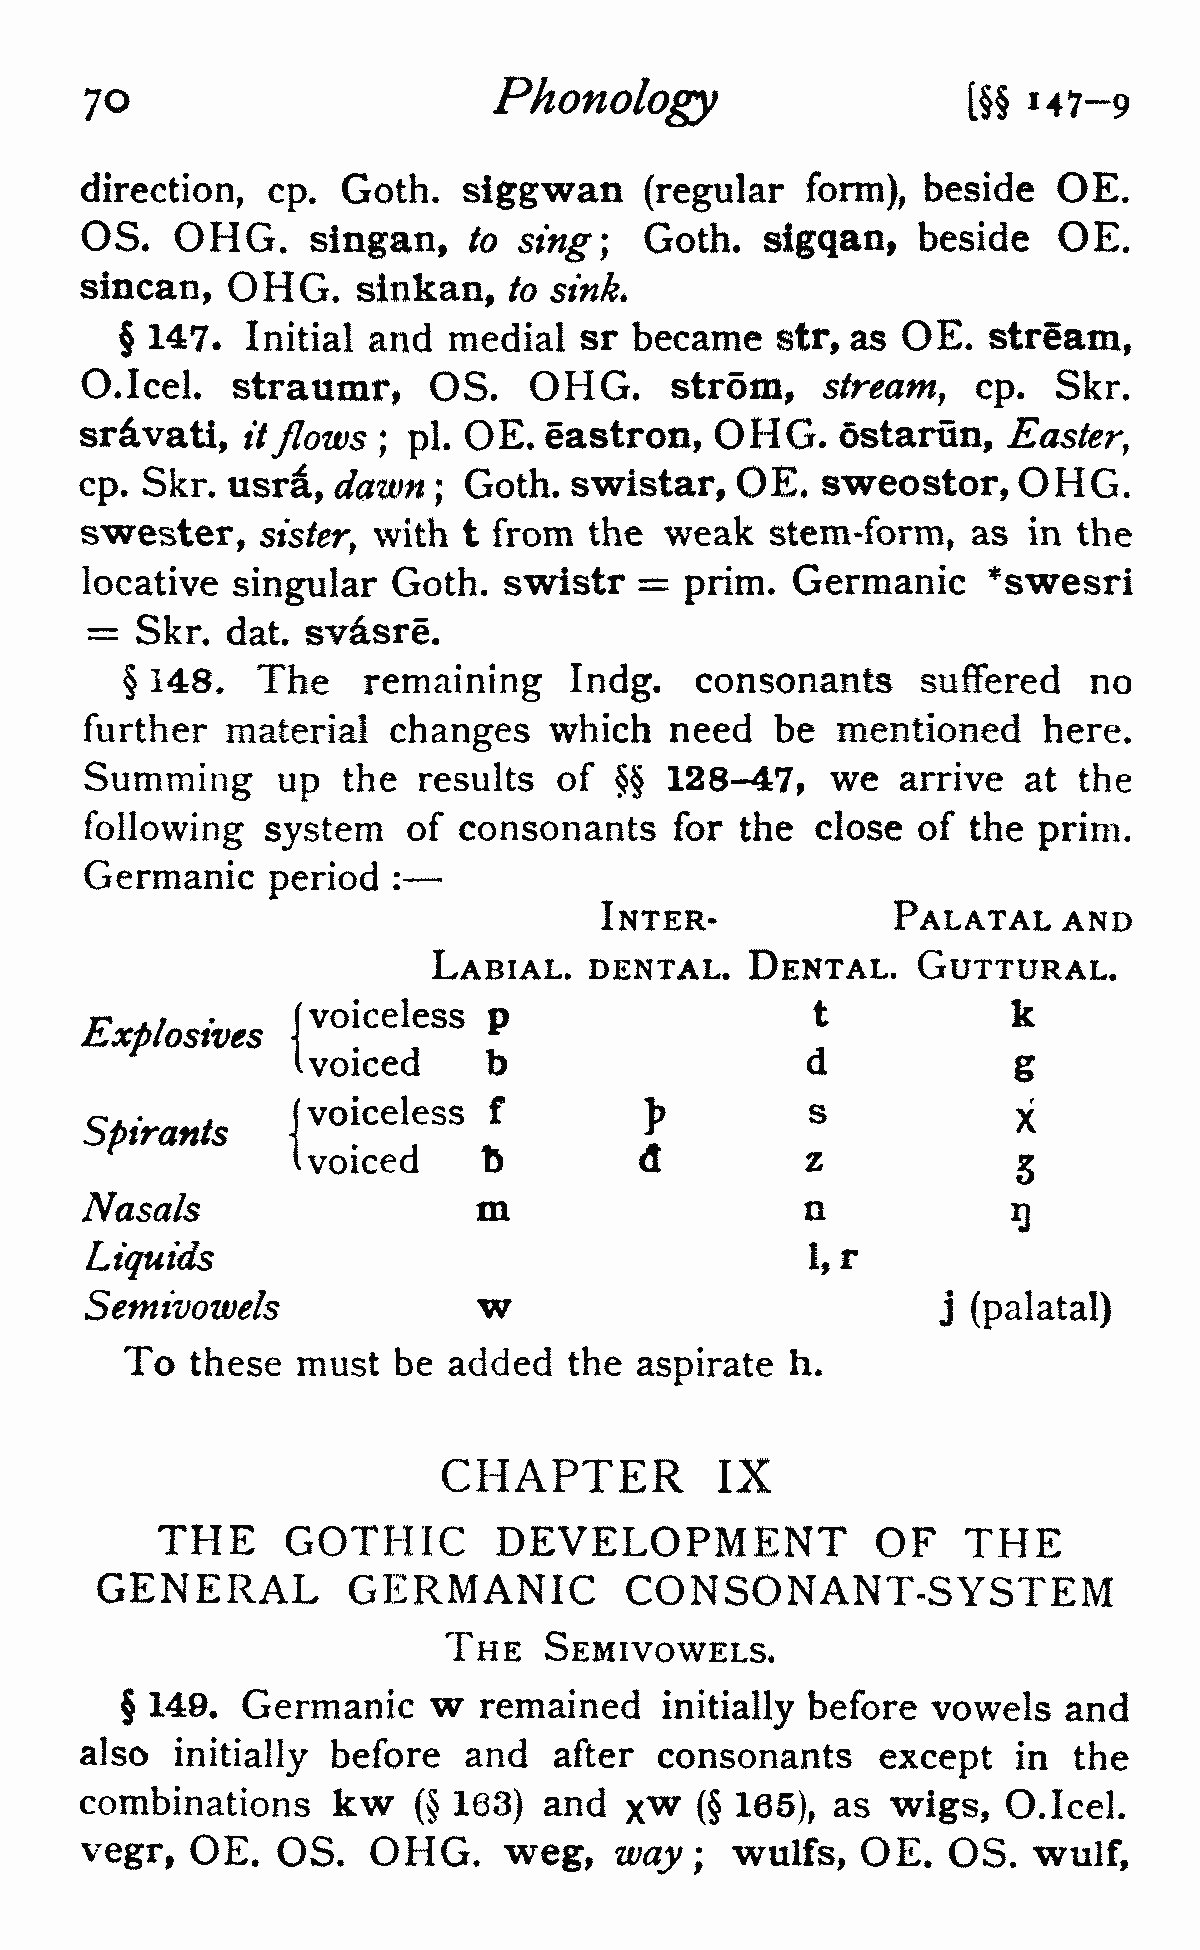 70 Phonology [§§ 147–9
direction, cp. Goth. siggwan (regular form), beside OE.
OS. OHG. singan, to sing; Goth. sigqan, beside OE.
sincan, OHG. sinkan, to sink.
§ 147. Initial and medial sr became str, as OE. strēam,
O.Icel. straumr, OS. OHG. strōm, stream, cp. Skr.
srávati, it flows ; pl. OE. ēastron, OHG. ōstarūn, Easter,
cp. Skr. usrā́, dawn ; Goth. swistar, OE. sweostor, OHG.
swester, sister, with t from the weak stem-form, as in the
locative singular Goth. swistr = prim. Germanic *swesri
= Skr. dat. svásrē.
§ 148. The remaining Indg. consonants suffered no
further material changes which need be mentioned here.
Summing up the results of §§ 128–47, we arrive at the
following system of consonants for the close of the prim.
Germanic period :—
INTER- PALATAL AND
LABIAL. DENTAL. DENTAL. GUTTURAL.
Explosives { voiceless p t k
voiced b d g
Spirants { voiceless f þ s χ
voiced ƀ đ z ʒ
Nasals m n ŋ
Liquids l, r
Semivowels w j (palatal)
To these must be added the aspirate h.
CHAPTER IX
THE GOTHIC DEVELOPMENT OF THE
GENERAL GERMANIC CONSONANT-SYSTEM
THE SEMIVOWELS.
§ 149. Germanic w remained initially before vowels and
also initially before and after consonants except in the
combinations kw (§ 163) and χw (§ 165), as wigs, O.Icel.
vegr, OE. OS. OHG. weg, way ; wulfs, OE. OS. wulf,